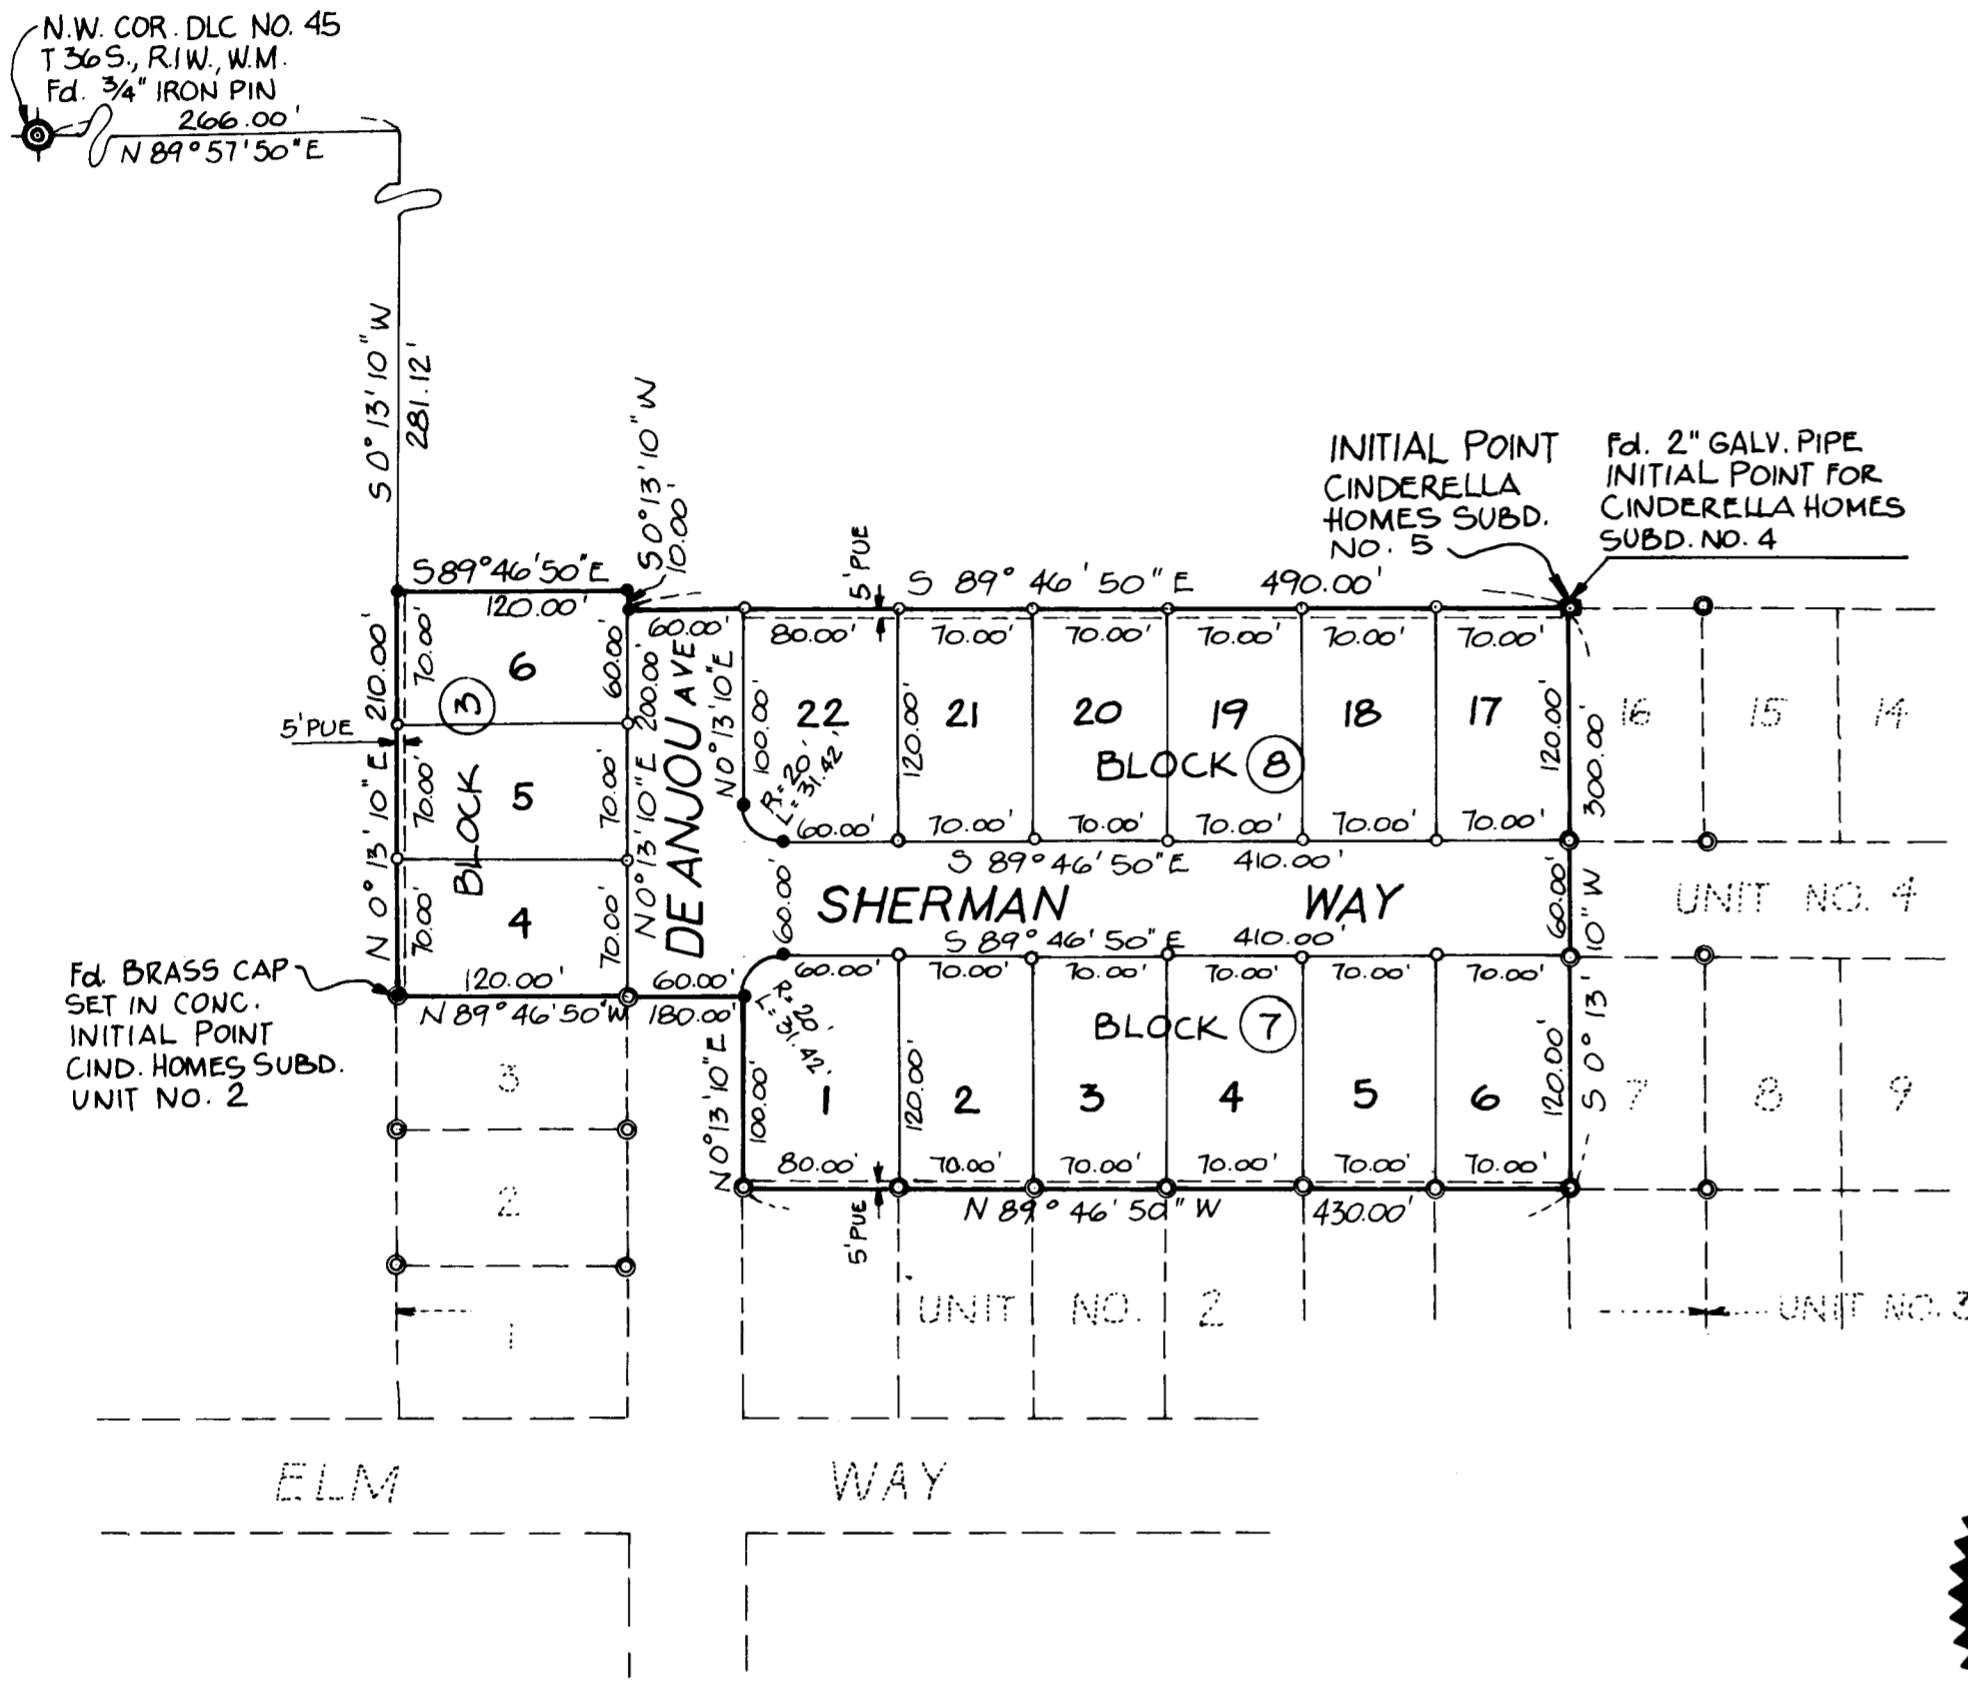 N.W. COR. DLC NO. 45
T 36 S., R.1W., W.M.
Fd. 3/4" IRON PIN
266.00'
N 89° 57' 50" E
S 0° 13' 10" W
281.12'
S 0° 13' 10" W
10.00'
INITIAL POINT
CINDERELLA
HOMES SUBD.
NO. 5
Fd. 2" GALV. PIPE
INITIAL POINT FOR
CINDERELLA HOMES
SUBD. NO. 4
S 89° 46' 50" E
120.00'
5' PUE
S 89° 46' 50" E 490.00'
60.00'
80.00'
70.00'
70.00'
70.00'
70.00'
70.00'
N 0° 13' 10" E 210.00'
5' PUE
70.00'
70.00'
70.00'
6
5
4
BLOCK 3
60.00'
70.00'
70.00'
N 0° 13' 10" E 200.00'
DE ANJOU AVE
N 0° 13' 10" E
100.00'
R = 20'
L = 31.42'
22
21
20
19
18
17
120.00'
120.00'
BLOCK 8
16
15
14
60.00'
70.00'
70.00'
70.00'
70.00'
70.00'
S 89° 46' 50" E 410.00'
S 0° 13' 10" W 300.00'
60.00'
SHERMAN WAY
60.00'
UNIT NO. 4
S 89° 46' 50" E 410.00'
60.00'
70.00'
70.00'
70.00'
70.00'
70.00'
Fd. BRASS CAP
SET IN CONC.
INITIAL POINT
CIND. HOMES SUBD.
UNIT NO. 2
120.00'
60.00'
N 89° 46' 50" W 180.00'
R = 20'
L = 31.42'
BLOCK 7
N 0° 13' 10" E
100.00'
120.00'
120.00'
1
2
3
4
5
6
7
8
9
80.00'
70.00'
70.00'
70.00'
70.00'
70.00'
5' PUE
N 89° 46' 50" W 430.00'
3
2
1
UNIT NO. 2
UNIT NO. 3
ELM WAY